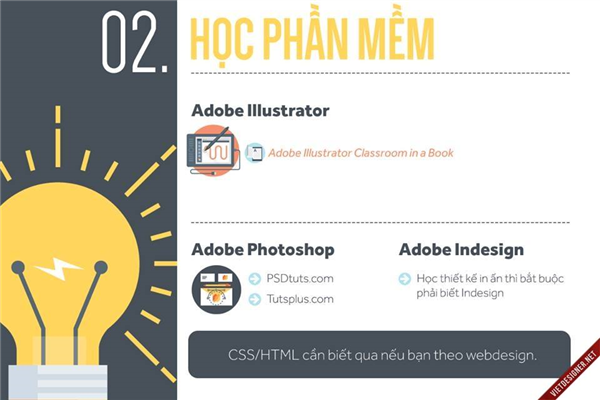 02. HỌC PHẦN MỀM
Adobe Illustrator
Adobe Illustrator Classroom in a Book
Adobe Photoshop
PSDtuts.com
Tutsplus.com
Adobe Indesign
Học thiết kế in ấn thì bắt buộc
phải biết Indesign
CSS/HTML cần biết qua nếu bạn theo webdesign.
VIETDESIGNER.NET